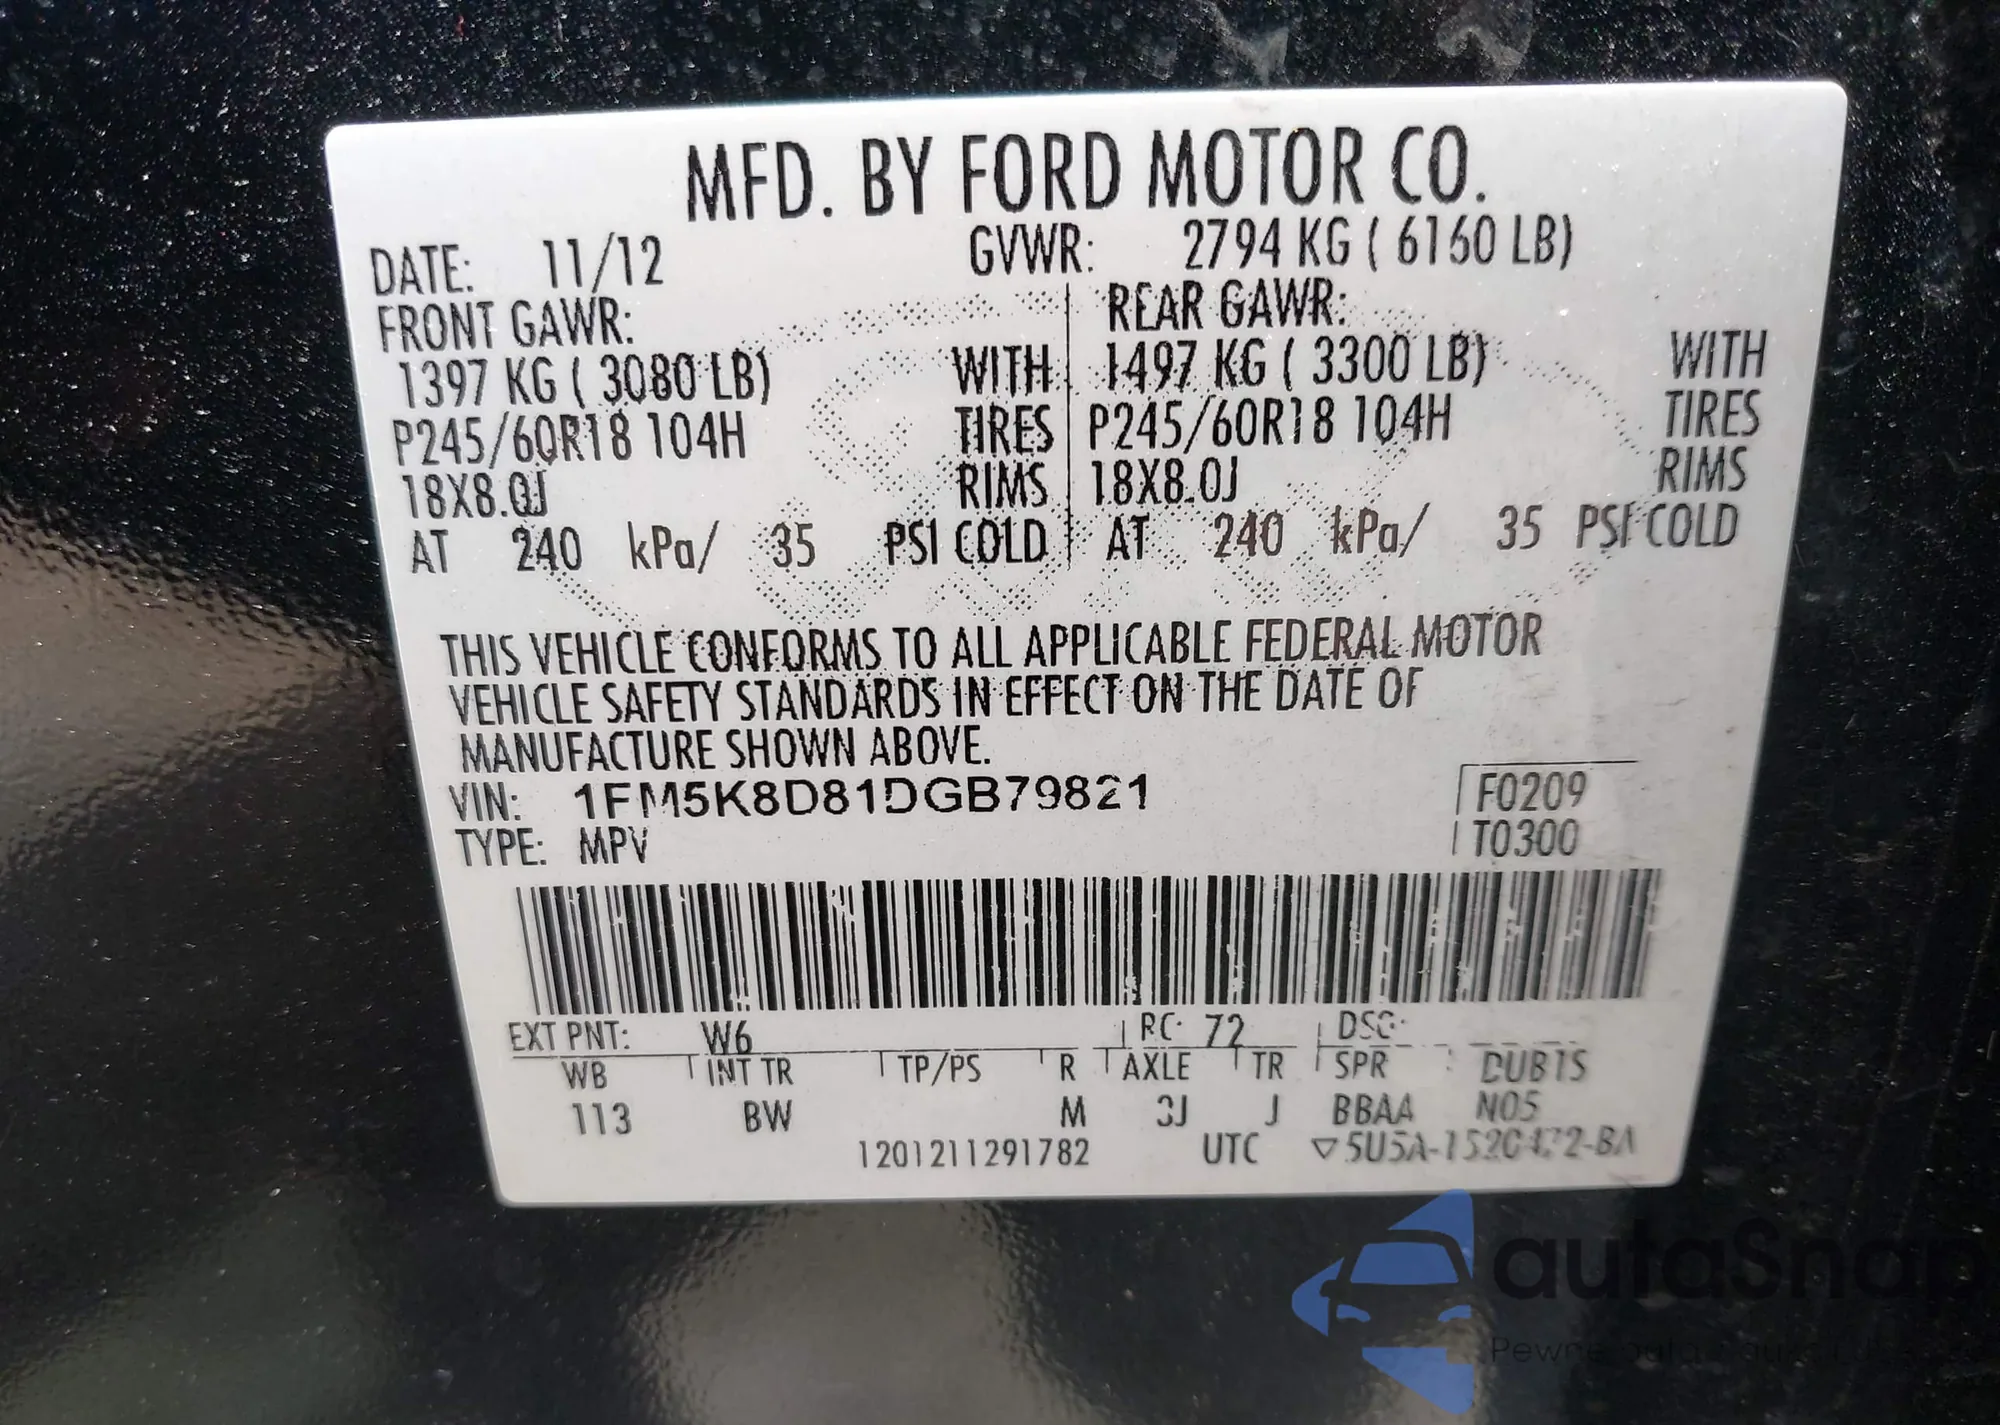 MFD. BY FORD MOTOR CO.
DATE: 11/12 GVWR: 2794 KG ( 6160 LB)
FRONT GAWR: REAR GAWR:
1397 KG ( 3080 LB) WITH 1497 KG ( 3300 LB) WITH
P245/60R18 104H TIRES P245/60R18 104H TIRES
18X8.0J RIMS 18X8.0J RIMS
AT 240 kPa/ 35 PSI COLD AT 240 kPa/ 35 PSI COLD
THIS VEHICLE CONFORMS TO ALL APPLICABLE FEDERAL MOTOR
VEHICLE SAFETY STANDARDS IN EFFECT ON THE DATE OF
MANUFACTURE SHOWN ABOVE.
VIN: 1FM5K8D81DGB79821 F0209
TYPE: MPV T0300
EXT PNT: W6 RC: 72 DSO:
WB INT TR TP/PS R AXLE TR SPR DUB1S
113 BW M 3J J BBAA N05
1201211291782 UTC
autaSnap
Pewne auta